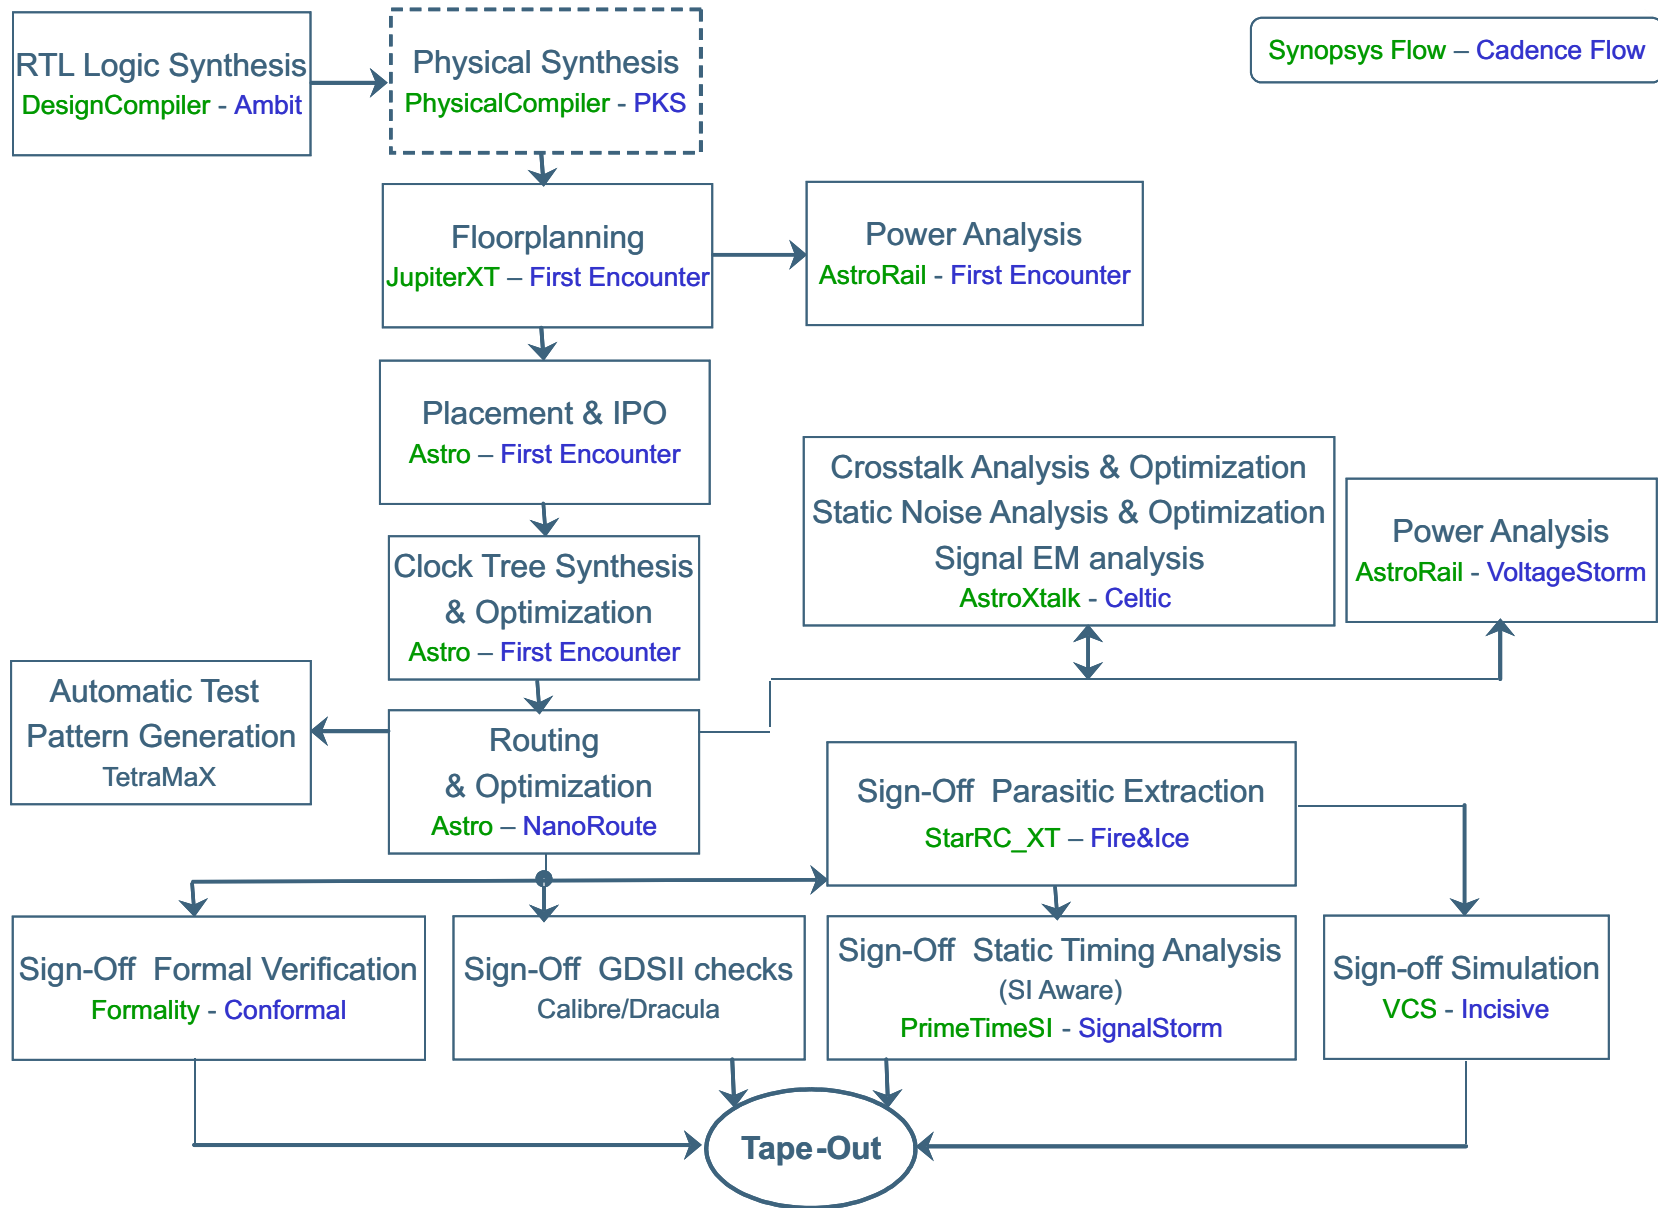 RTL Logic Synthesis
DesignCompiler - Ambit
Physical Synthesis
PhysicalCompiler - PKS
Synopsys Flow – Cadence Flow
Floorplanning
JupiterXT – First Encounter
Power Analysis
AstroRail - First Encounter
Placement & IPO
Astro – First Encounter
Crosstalk Analysis & Optimization
Static Noise Analysis & Optimization
Signal EM analysis
AstroXtalk - Celtic
Power Analysis
AstroRail - VoltageStorm
Clock Tree Synthesis
& Optimization
Astro – First Encounter
Automatic Test
Pattern Generation
TetraMaX
Routing
& Optimization
Astro – NanoRoute
Sign-Off Parasitic Extraction
StarRC_XT – Fire&Ice
Sign-Off Formal Verification
Formality - Conformal
Sign-Off GDSII checks
Calibre/Dracula
Sign-Off Static Timing Analysis
(SI Aware)
PrimeTimeSI - SignalStorm
Sign-off Simulation
VCS - Incisive
Tape-Out